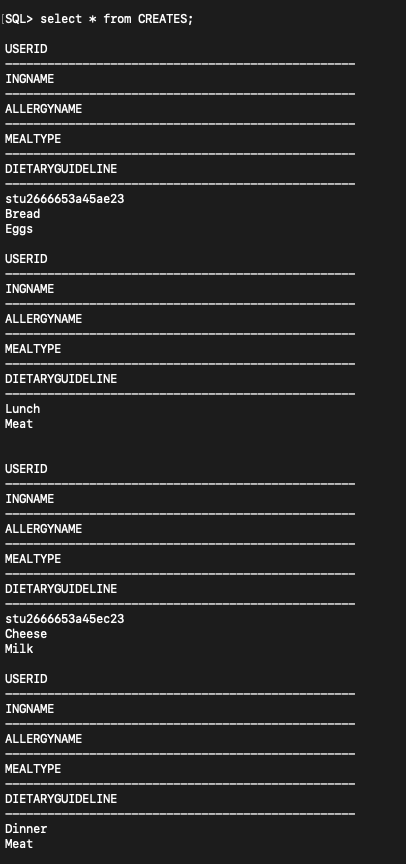 [SQL> select * from CREATES;
USERID
--------------------------------------------------
INGNAME
--------------------------------------------------
ALLERGYNAME
--------------------------------------------------
MEALTYPE
--------------------------------------------------
DIETARYGUIDELINE
--------------------------------------------------
stu2666653a45ae23
Bread
Eggs
USERID
--------------------------------------------------
INGNAME
--------------------------------------------------
ALLERGYNAME
--------------------------------------------------
MEALTYPE
--------------------------------------------------
DIETARYGUIDELINE
--------------------------------------------------
Lunch
Meat
USERID
--------------------------------------------------
INGNAME
--------------------------------------------------
ALLERGYNAME
--------------------------------------------------
MEALTYPE
--------------------------------------------------
DIETARYGUIDELINE
--------------------------------------------------
stu2666653a45ec23
Cheese
Milk
USERID
--------------------------------------------------
INGNAME
--------------------------------------------------
ALLERGYNAME
--------------------------------------------------
MEALTYPE
--------------------------------------------------
DIETARYGUIDELINE
--------------------------------------------------
Dinner
Meat